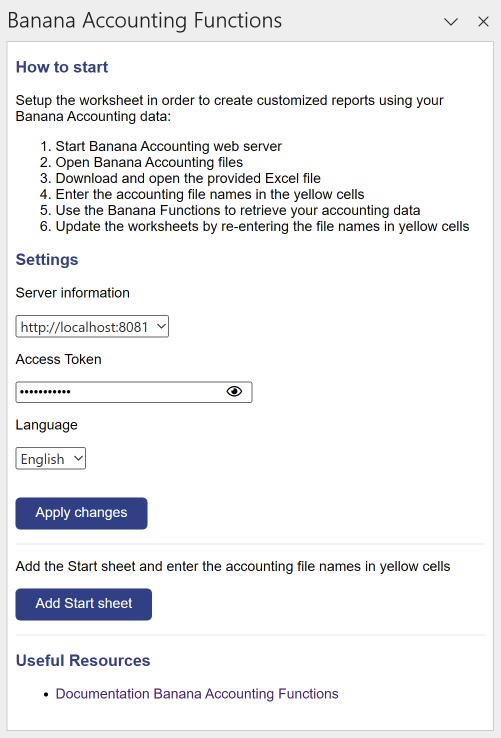 Banana Accounting Functions
How to start
Setup the worksheet in order to create customized reports using your
Banana Accounting data:
1. Start Banana Accounting web server
2. Open Banana Accounting files
3. Download and open the provided Excel file
4. Enter the accounting file names in the yellow cells
5. Use the Banana Functions to retrieve your accounting data
6. Update the worksheets by re-entering the file names in yellow cells
Settings
Server information
http://localhost:8081
Access Token
•••••••••••
Language
English
Apply changes
Add the Start sheet and enter the accounting file names in yellow cells
Add Start sheet
Useful Resources
• Documentation Banana Accounting Functions